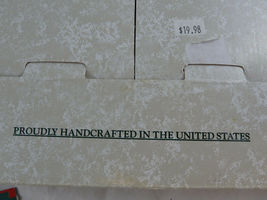 $19.98
PROUDLY HANDCRAFTED IN THE UNITED STATES